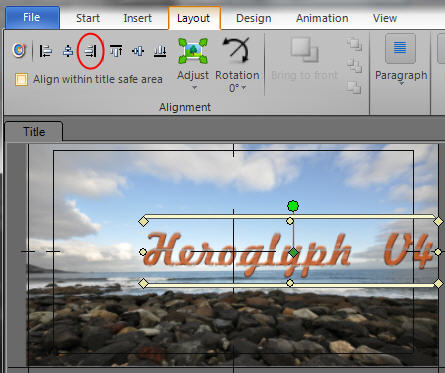 File Start Insert Layout Design Animation View
Adjust Rotation Bring to front Paragraph
Align within title safe area 0°
Alignment
Title
Heroglyph V4